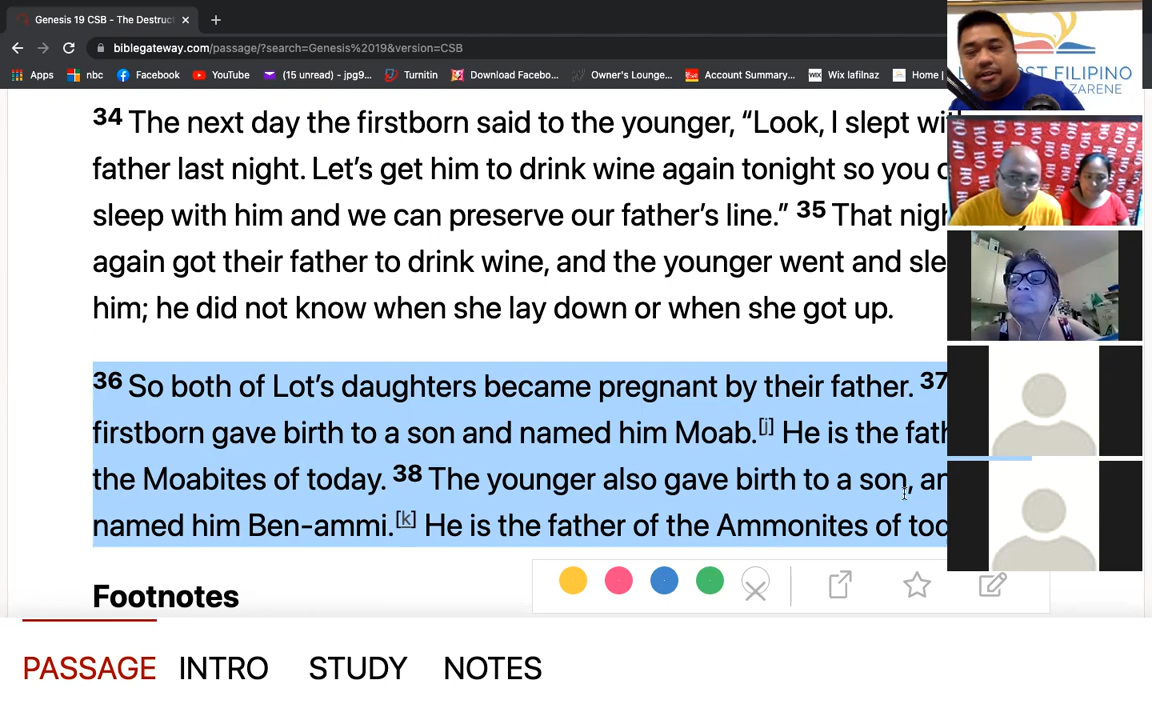 Genesis 19 CSB - The Destruc
biblegateway.com/passage/?search=Genesis%2019&version=CSB
Apps nbc Facebook YouTube (15 unread) - jpg9... Turnitin Download Facebo... Owner's Lounge... Account Summary... Wix lafilnaz Home |
ST FILIPINO
ZARENE
34 The next day the firstborn said to the younger, “Look, I slept with
father last night. Let’s get him to drink wine again tonight so you
sleep with him and we can preserve our father’s line.” 35 That nigh
again got their father to drink wine, and the younger went and sle
him; he did not know when she lay down or when she got up.
36 So both of Lot’s daughters became pregnant by their father. 37
firstborn gave birth to a son and named him Moab.[j] He is the fath
the Moabites of today. 38 The younger also gave birth to a son, an
named him Ben-ammi.[k] He is the father of the Ammonites of tod
Footnotes
PASSAGE INTRO STUDY NOTES